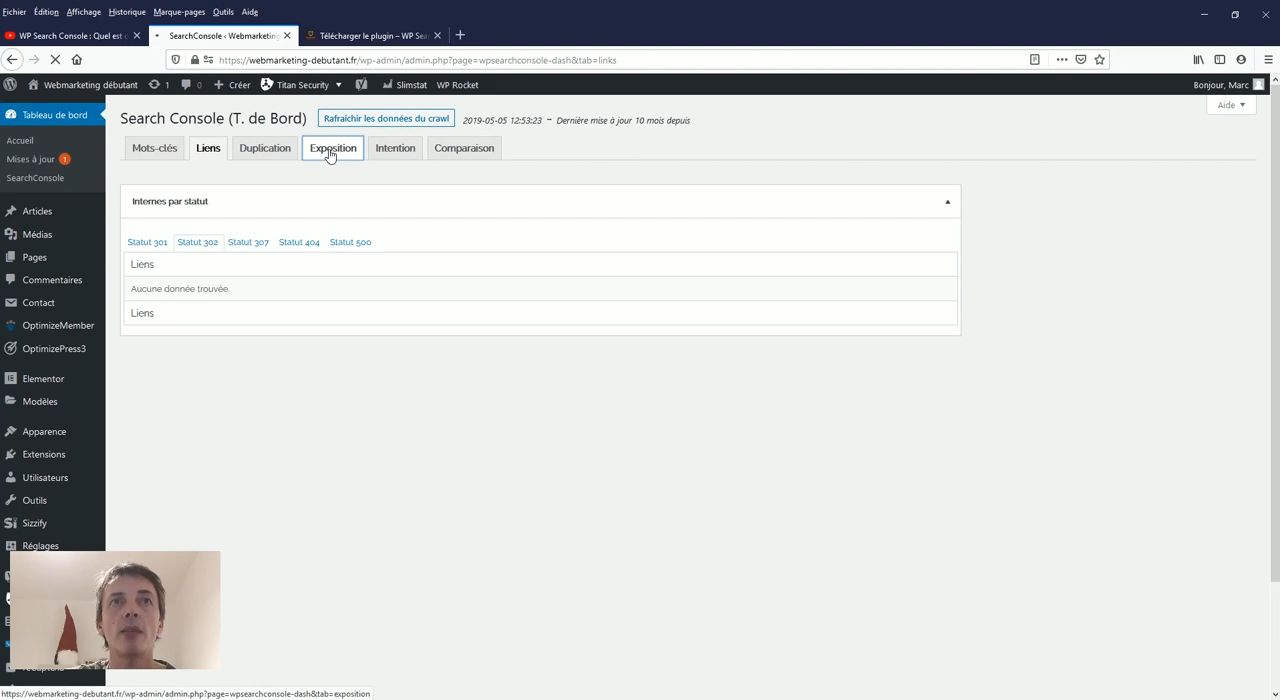 Fichier Édition Affichage Historique Marque-pages Outils Aide
WP Search Console : Quel est c
SearchConsole ‹ Webmarketing
Télécharger le plugin – WP Sea
https://webmarketing-debutant.fr/wp-admin/admin.php?page=wpsearchconsole-dash&tab=links
Webmarketing débutant 1 0 Créer Titan Security Slimstat WP Rocket Bonjour, Marc
Aide
Tableau de bord
Accueil
Mises à jour 1
SearchConsole
Articles
Médias
Pages
Commentaires
Contact
OptimizeMember
OptimizePress3
Elementor
Modèles
Apparence
Extensions
Utilisateurs
Outils
Sizzify
Réglages
Search Console (T. de Bord) Rafraîchir les données du crawl 2019-05-05 12:53:23 - Dernière mise à jour 10 mois depuis
Mots-clés Liens Duplication Exposition Intention Comparaison
Internes par statut
Statut 301 Statut 302 Statut 307 Statut 404 Statut 500
Liens
Aucune donnée trouvée.
Liens
https://webmarketing-debutant.fr/wp-admin/admin.php?page=wpsearchconsole-dash&tab=exposition